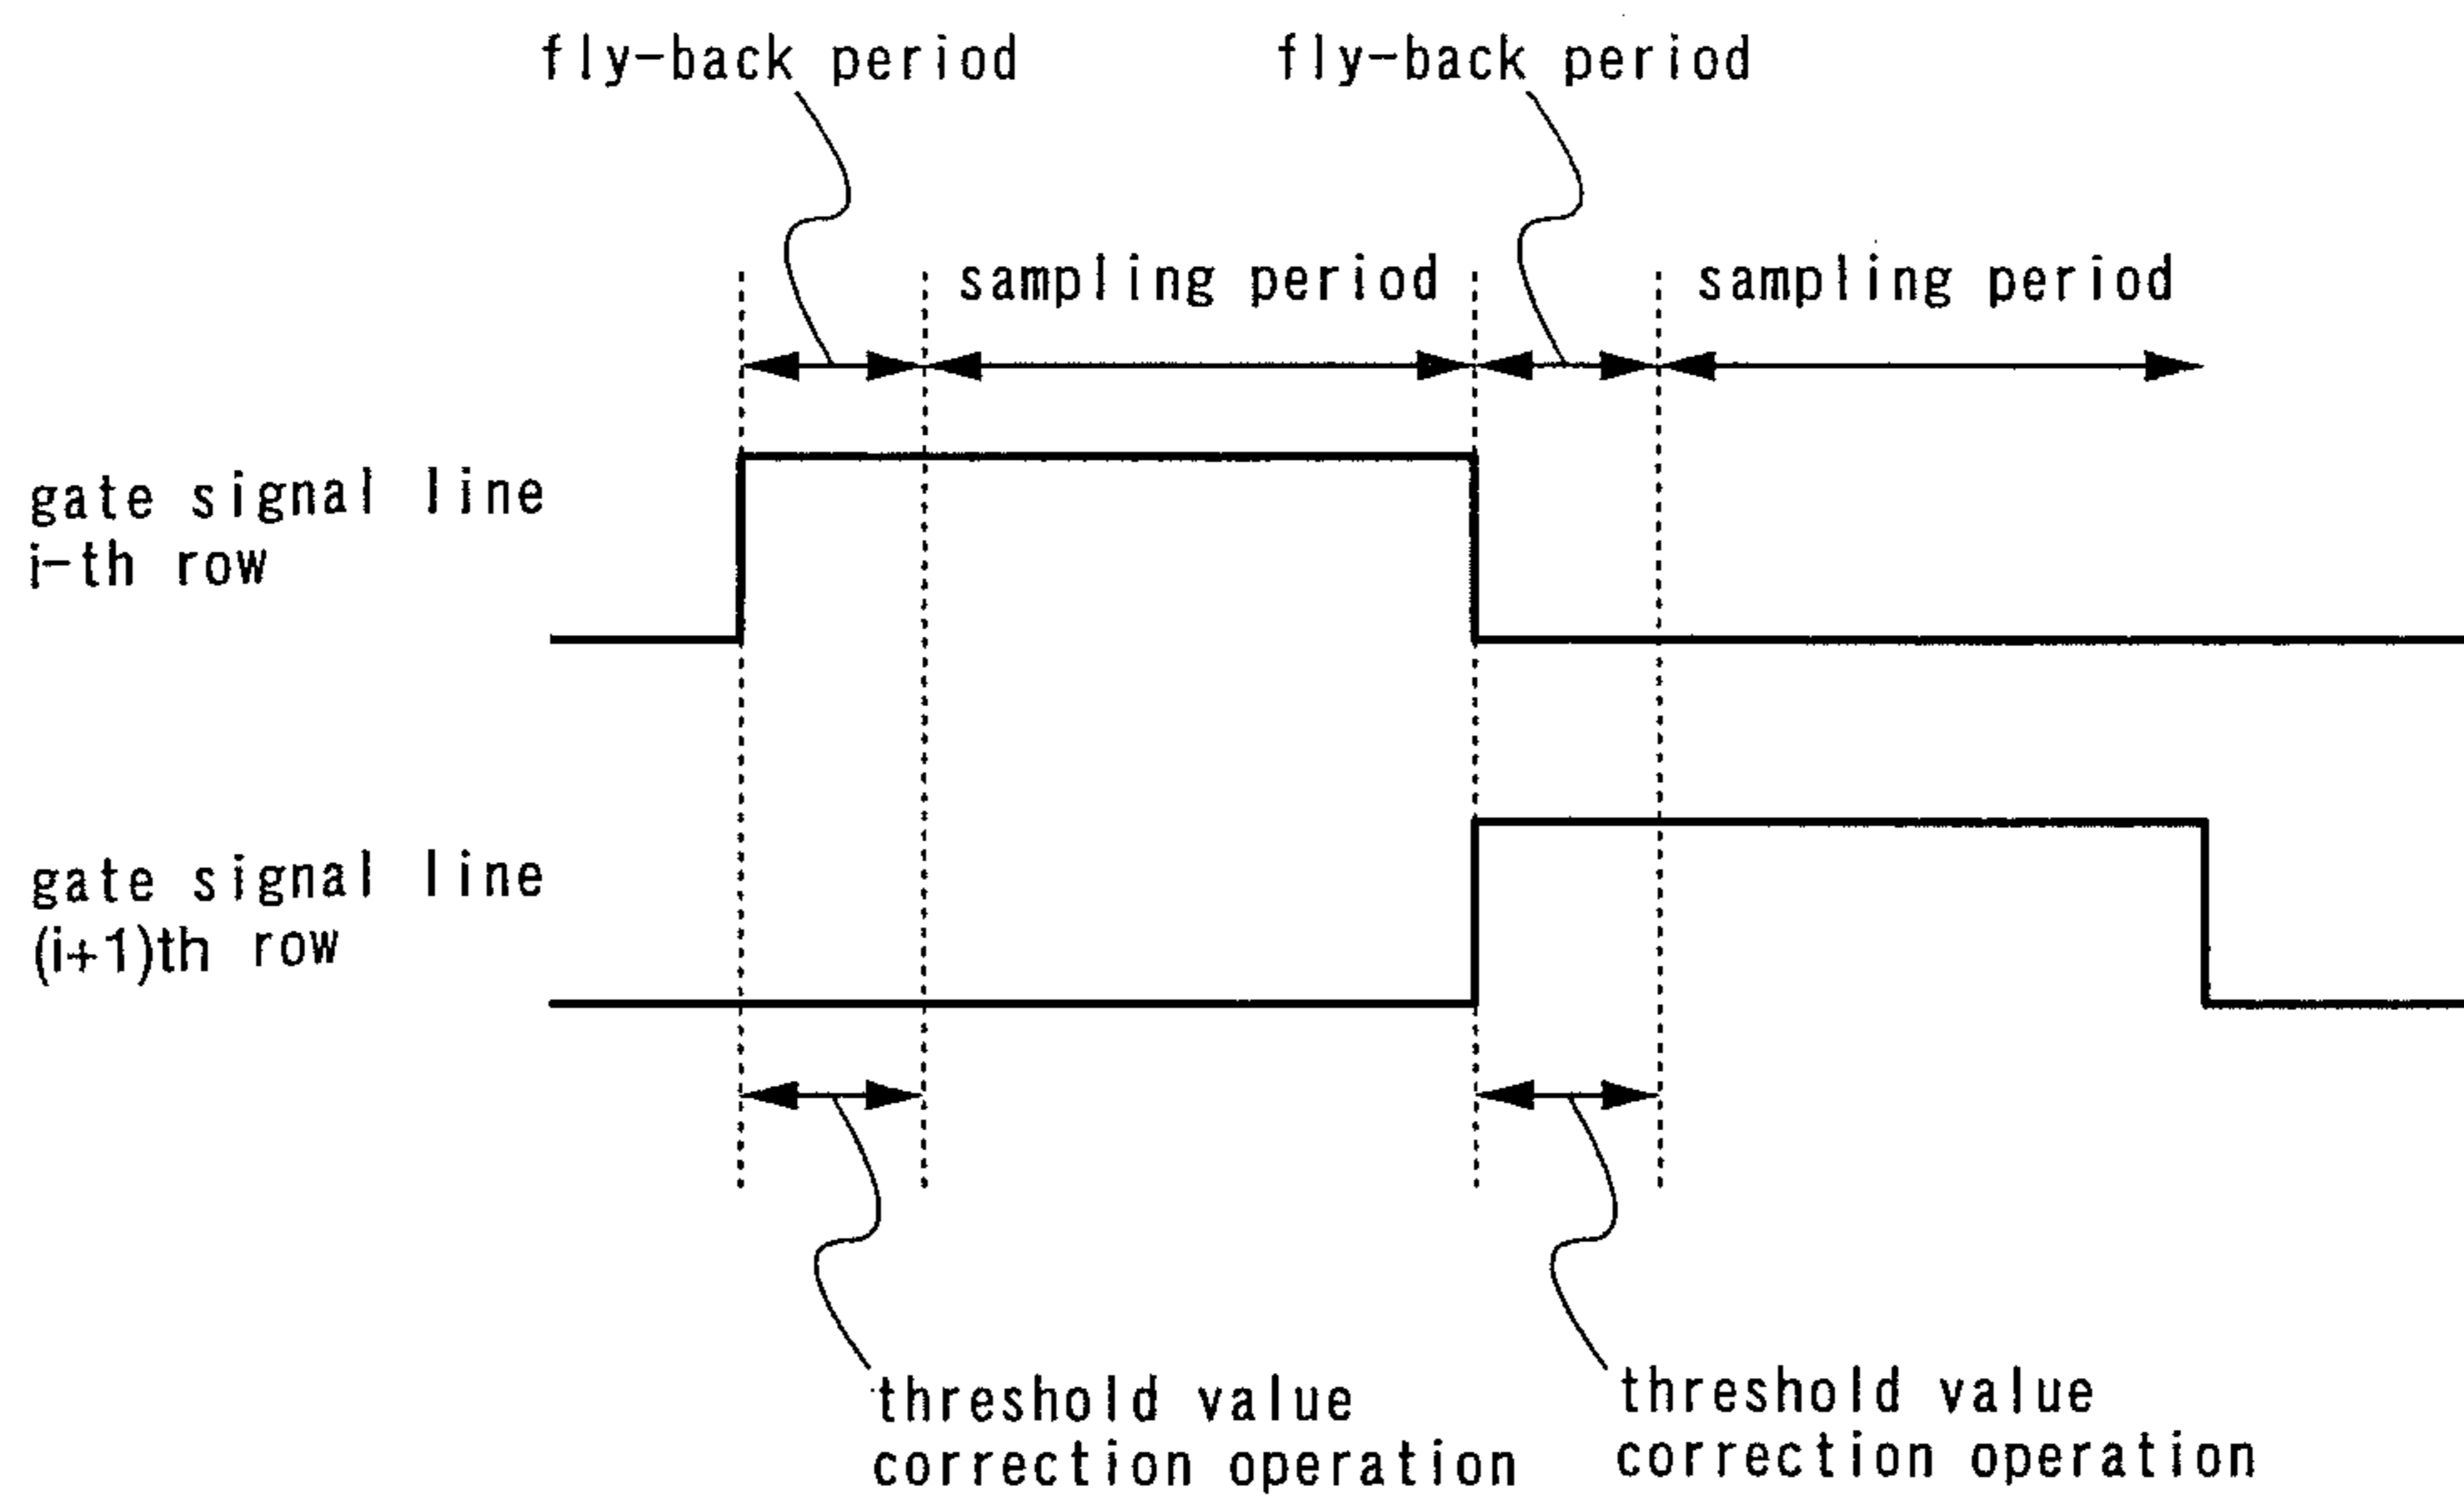 fly-back period
fly-back period
sampling period
sampling period
gate signal line
i-th row
gate signal line
(i+1)th row
threshold value
correction operation
threshold value
correction operation